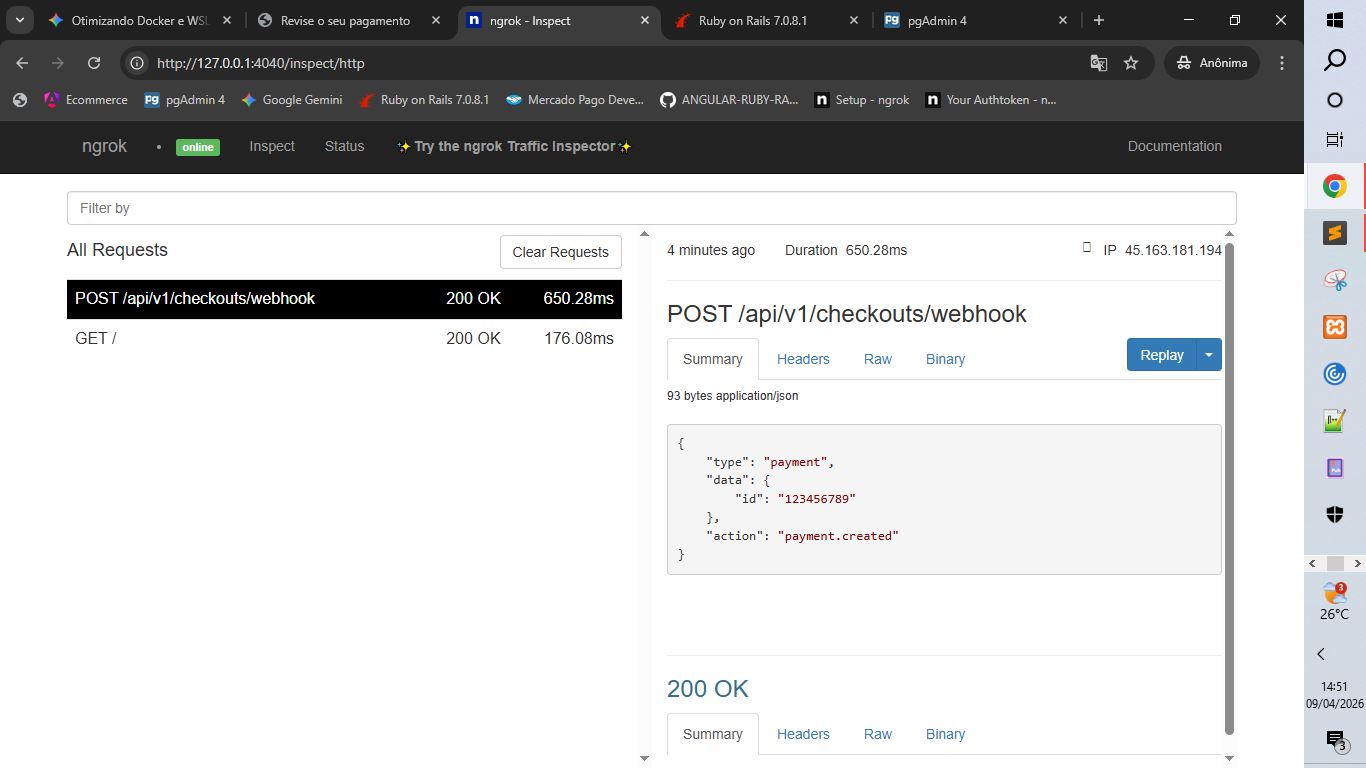 Otimizando Docker e WSL
Revise o seu pagamento
ngrok - Inspect
Ruby on Rails 7.0.8.1
pgAdmin 4
http://127.0.0.1:4040/inspect/http
Anônima
Ecommerce
pgAdmin 4
Google Gemini
Ruby on Rails 7.0.8.1
Mercado Pago Deve...
ANGULAR-RUBY-RA...
Setup - ngrok
Your Authtoken - n...
ngrok
online
Inspect
Status
✨Try the ngrok Traffic Inspector✨
Documentation
Filter by
All Requests
Clear Requests
POST /api/v1/checkouts/webhook 200 OK 650.28ms
GET / 200 OK 176.08ms
4 minutes ago Duration 650.28ms IP 45.163.181.194
POST /api/v1/checkouts/webhook
Summary Headers Raw Binary Replay
93 bytes application/json
{
"type": "payment",
"data": {
"id": "123456789"
},
"action": "payment.created"
}
200 OK
Summary Headers Raw Binary
3
26°C
14:51
09/04/2026
3